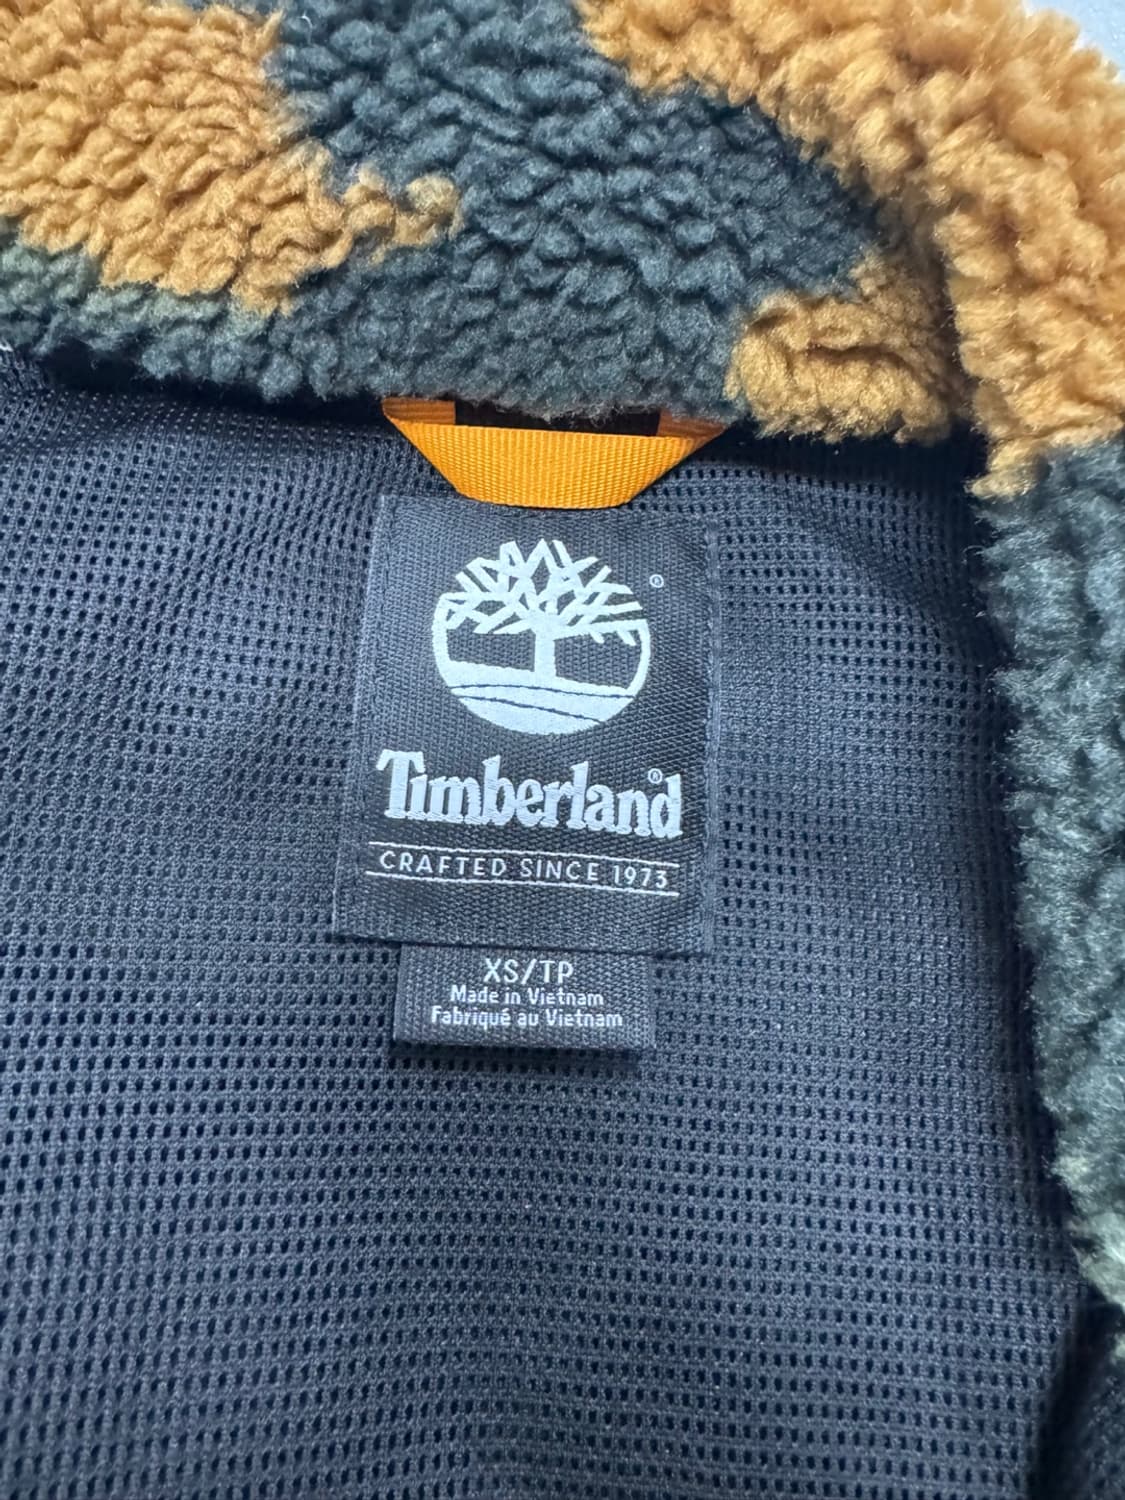 ®
Timberland®
CRAFTED SINCE 1973
XS/TP
Made in Vietnam
Fabriqué au Vietnam